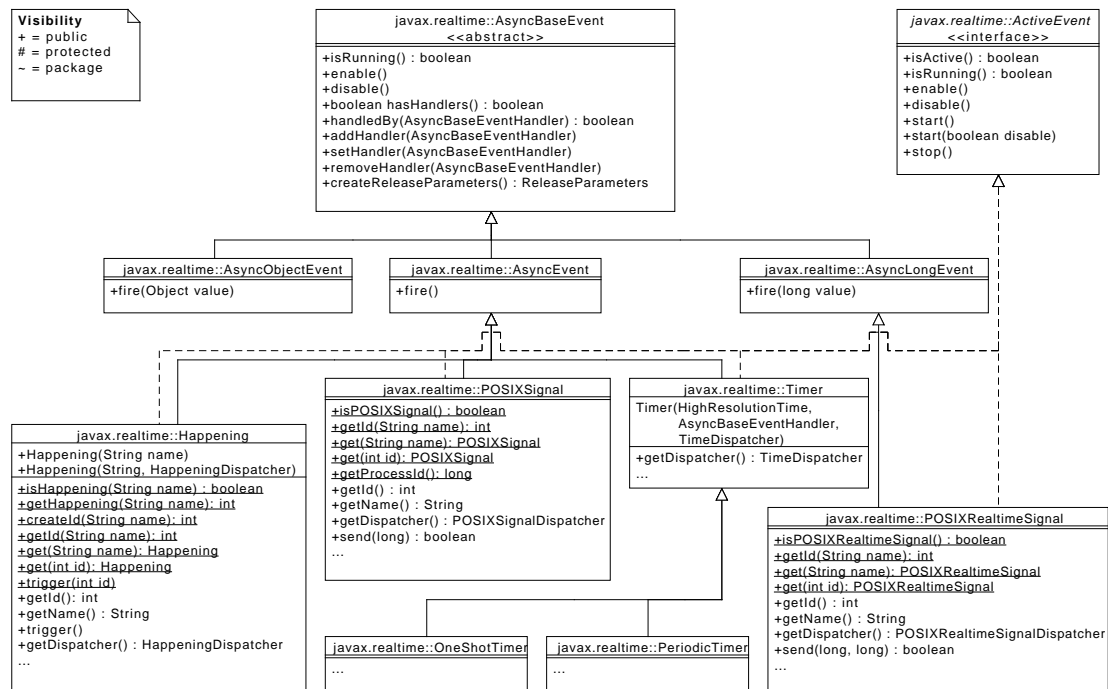 Visibility
+ = public
# = protected
~ = package
javax.realtime::AsyncBaseEvent
<<abstract>>
+isRunning() : boolean
+enable()
+disable()
+boolean hasHandlers() : boolean
+handledBy(AsyncBaseEventHandler) : boolean
+addHandler(AsyncBaseEventHandler)
+setHandler(AsyncBaseEventHandler)
+removeHandler(AsyncBaseEventHandler)
+createReleaseParameters() : ReleaseParameters
javax.realtime::ActiveEvent
<<interface>>
+isActive() : boolean
+isRunning() : boolean
+enable()
+disable()
+start()
+start(boolean disable)
+stop()
javax.realtime::AsyncObjectEvent
+fire(Object value)
javax.realtime::AsyncEvent
+fire()
javax.realtime::AsyncLongEvent
+fire(long value)
javax.realtime::Happening
+Happening(String name)
+Happening(String, HappeningDispatcher)
+isHappening(String name) : boolean
+getHappening(String name): int
+createId(String name): int
+getId(String name): int
+get(String name): Happening
+get(int id): Happening
+trigger(int id)
+getId(): int
+getName() : String
+trigger()
+getDispatcher() : HappeningDispatcher
...
javax.realtime::POSIXSignal
+isPOSIXSignal() : boolean
+getId(String name): int
+get(String name): POSIXSignal
+get(int id): POSIXSignal
+getProcessId(): long
+getId() : int
+getName() : String
+getDispatcher() : POSIXSignalDispatcher
+send(long) : boolean
...
javax.realtime::Timer
Timer(HighResolutionTime,
AsyncBaseEventHandler,
TimeDispatcher)
+getDispatcher() : TimeDispatcher
...
javax.realtime::POSIXRealtimeSignal
+isPOSIXRealtimeSignal() : boolean
+getId(String name): int
+get(String name): POSIXRealtimeSignal
+get(int id): POSIXRealtimeSignal
+getId() : int
+getName() : String
+getDispatcher() : POSIXRealtimeSignalDispatcher
+send(long, long) : boolean
...
javax.realtime::OneShotTimer
...
javax.realtime::PeriodicTimer
...